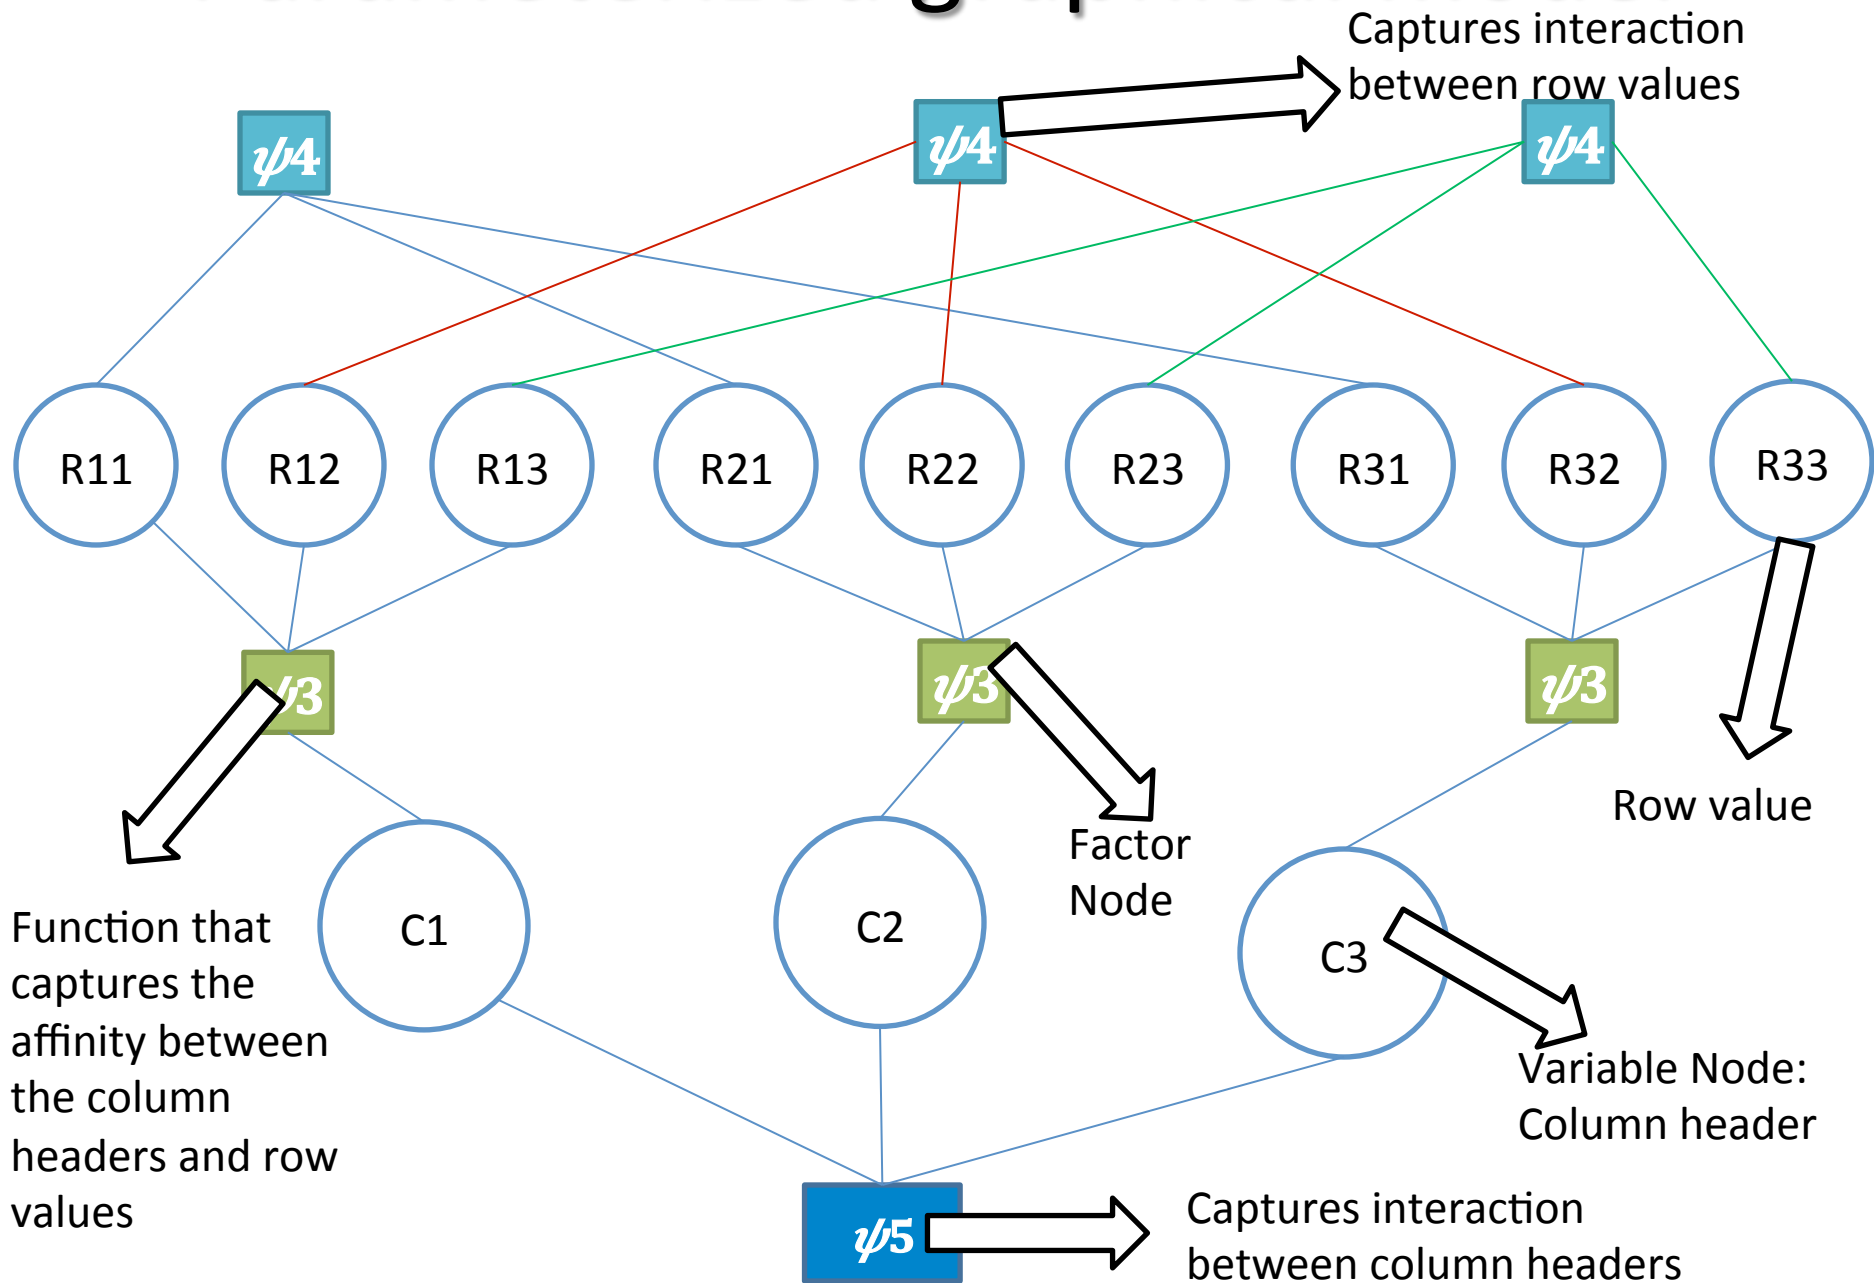 Captures interaction
between row values
ψ4
ψ4
ψ4
R11
R12
R13
R21
R22
R23
R31
R32
R33
ψ3
ψ3
ψ3
Row value
Factor
Node
C1
C2
C3
Function that
captures the
affinity between
the column
headers and row
values
Variable Node:
Column header
ψ5
Captures interaction
between column headers